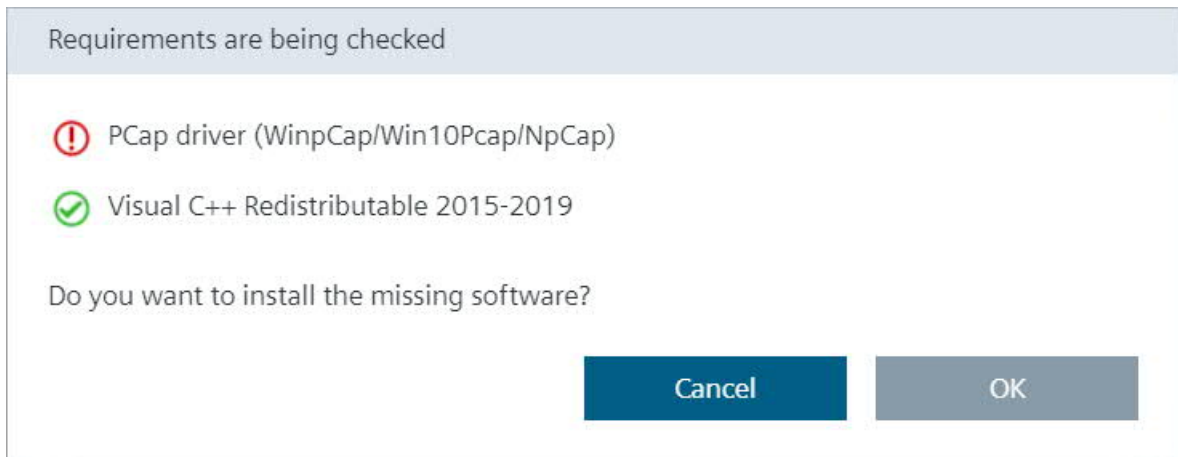 Requirements are being checked
PCap driver (WinpCap/Win10Pcap/NpCap)
Visual C++ Redistributable 2015-2019
Do you want to install the missing software?
Cancel
OK